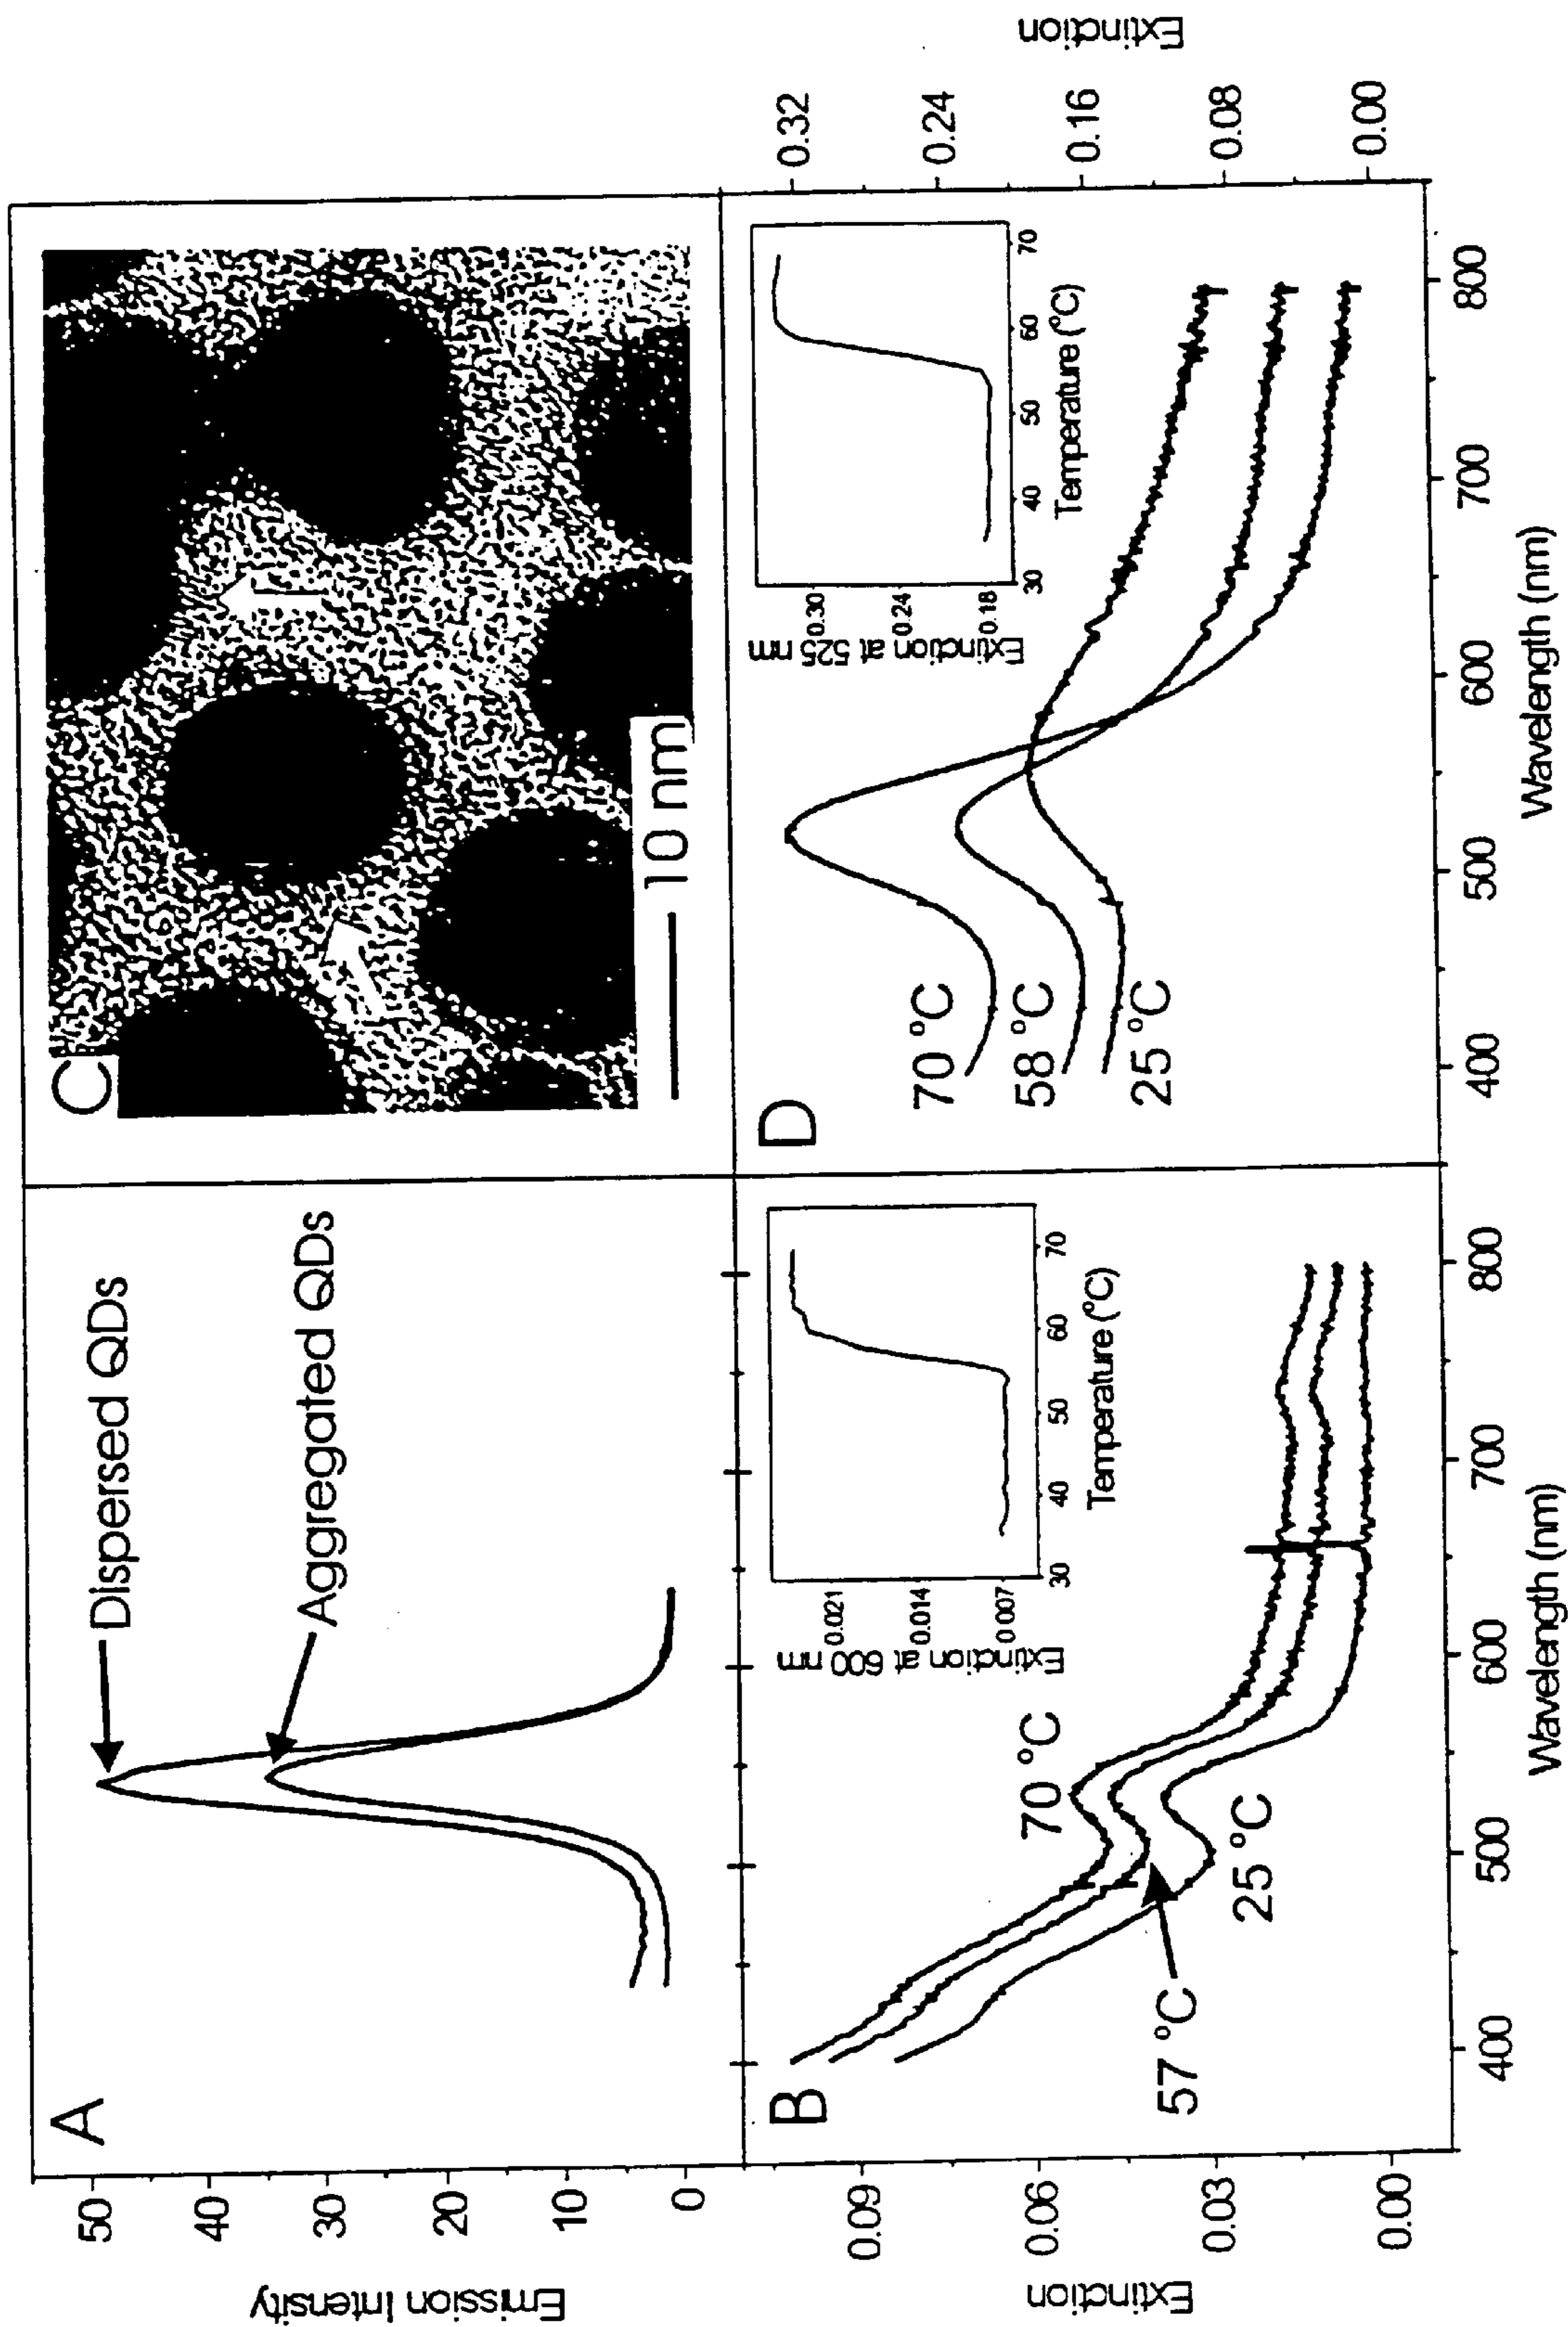 A
Dispersed QDs
Aggregated QDs
50
40
30
20
10
0
Emission Intensity
C
10 nm
B
70 °C
57 °C
25 °C
0.09
0.06
0.03
0.00
Extinction
400
500
600
700
800
Wavelength (nm)
Extinction at 600 nm
0.021
0.014
0.007
30
40
50
60
70
Temperature (°C)
D
70 °C
58 °C
25 °C
Extinction at 525 nm
0.30
0.24
0.18
30
40
50
60
70
Temperature (°C)
400
500
600
700
800
Wavelength (nm)
0.32
0.24
0.16
0.08
0.00
Extinction